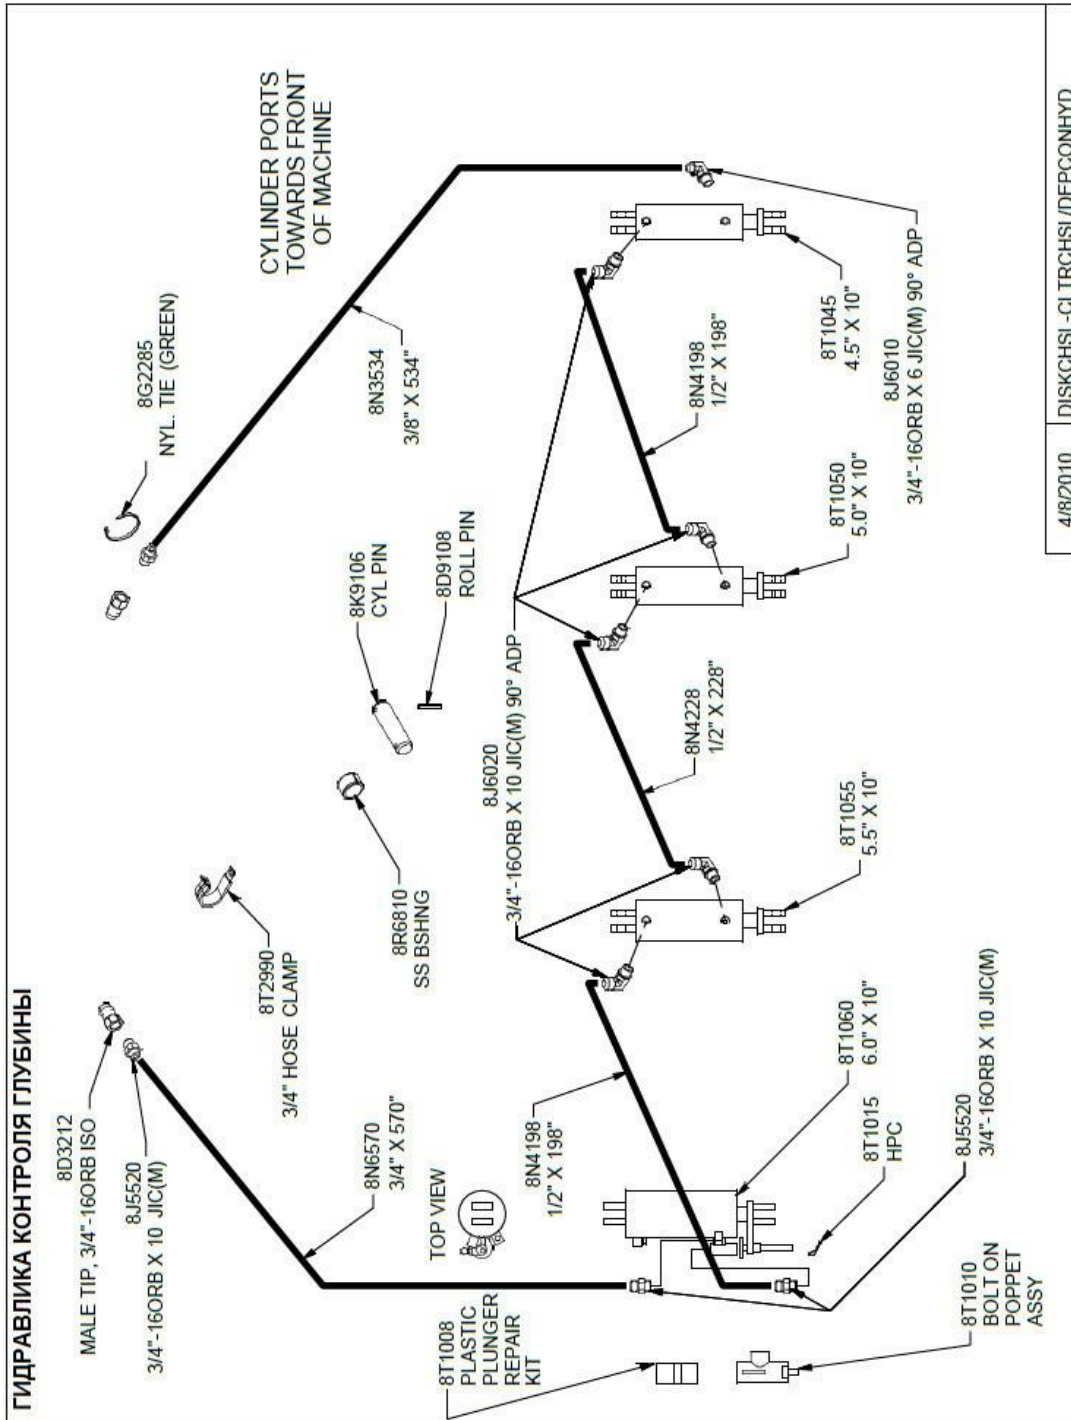 ГИДРАВЛИКА КОНТРОЛЯ ГЛУБИНЫ
8D3212
MALE TIP, 3/4"-16ORB ISO
8J5520
3/4"-16ORB X 10 JIC(M)
8T2990
3/4" HOSE CLAMP
8G2285
NYL. TIE (GREEN)
CYLINDER PORTS
TOWARDS FRONT
OF MACHINE
8N6570
3/4" X 570"
8R6810
SS BSHNG
8K9106
CYL PIN
8D9108
ROLL PIN
8N3534
3/8" X 534"
TOP VIEW
8J6020
3/4"-16ORB X 10 JIC(M) 90° ADP
8T1008
PLASTIC
PLUNGER
REPAIR
KIT
8N4198
1/2" X 198"
8N4228
1/2" X 228"
8N4198
1/2" X 198"
8T1060
6.0" X 10"
8T1055
5.5" X 10"
8T1050
5.0" X 10"
8T1045
4.5" X 10"
8T1015
HPC
8J6010
3/4"-16ORB X 6 JIC(M) 90° ADP
8J5520
3/4"-16ORB X 10 JIC(M)
8T1010
BOLT ON
POPPET
ASSY
4/8/2010
DISKCHSL-CLTRCHSL/DEPCONHYD